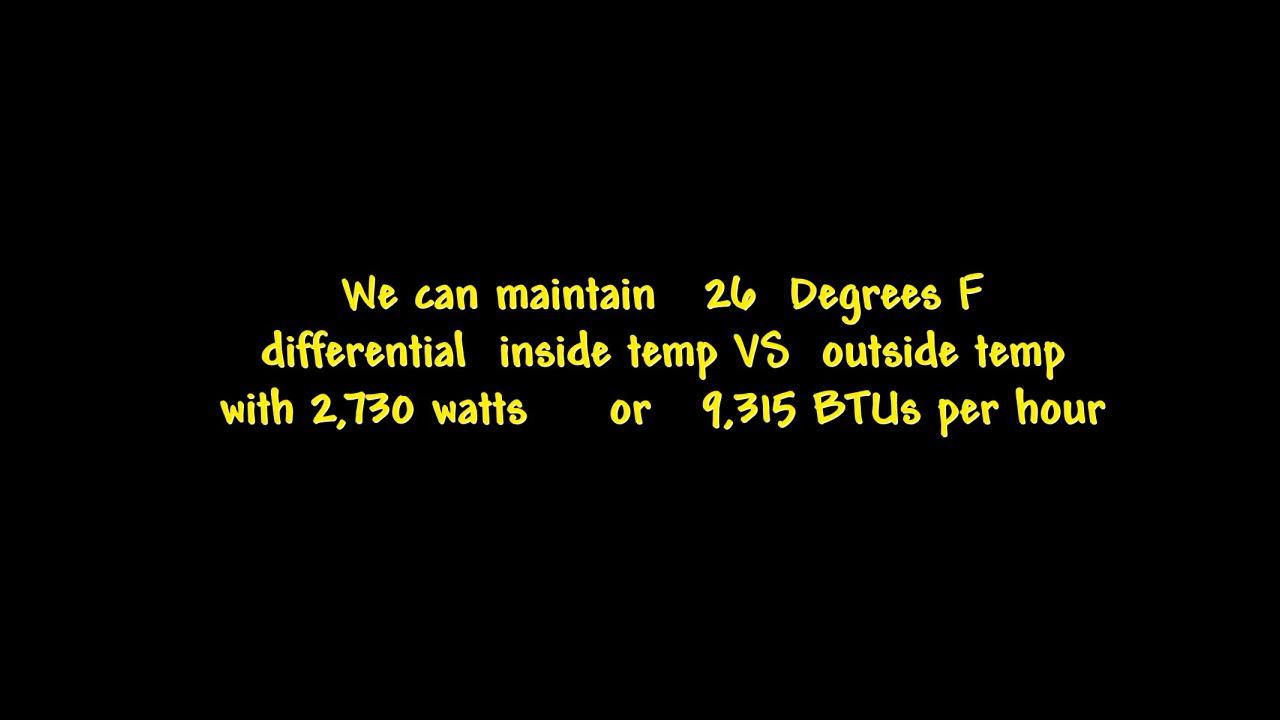 We can maintain 26 Degrees F
differential inside temp VS outside temp
with 2,730 watts or 9,315 BTUs per hour